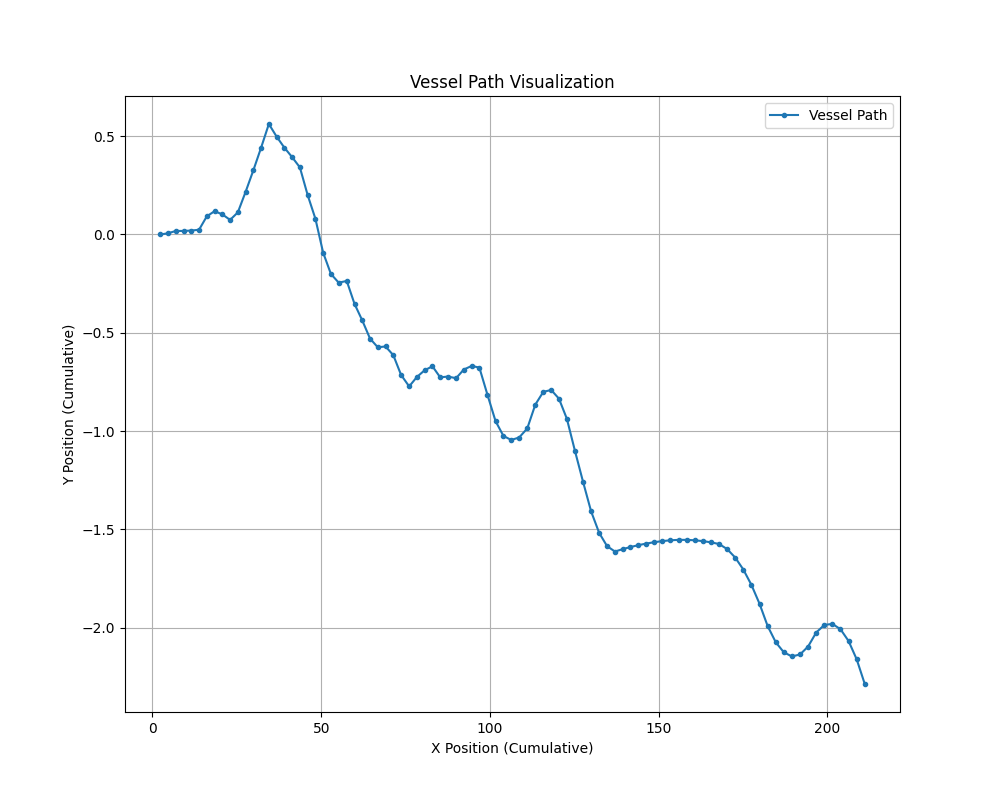 Vessel Path Visualization
Vessel Path
0.5
0.0
−0.5
−1.0
−1.5
−2.0
Y Position (Cumulative)
0
50
100
150
200
X Position (Cumulative)